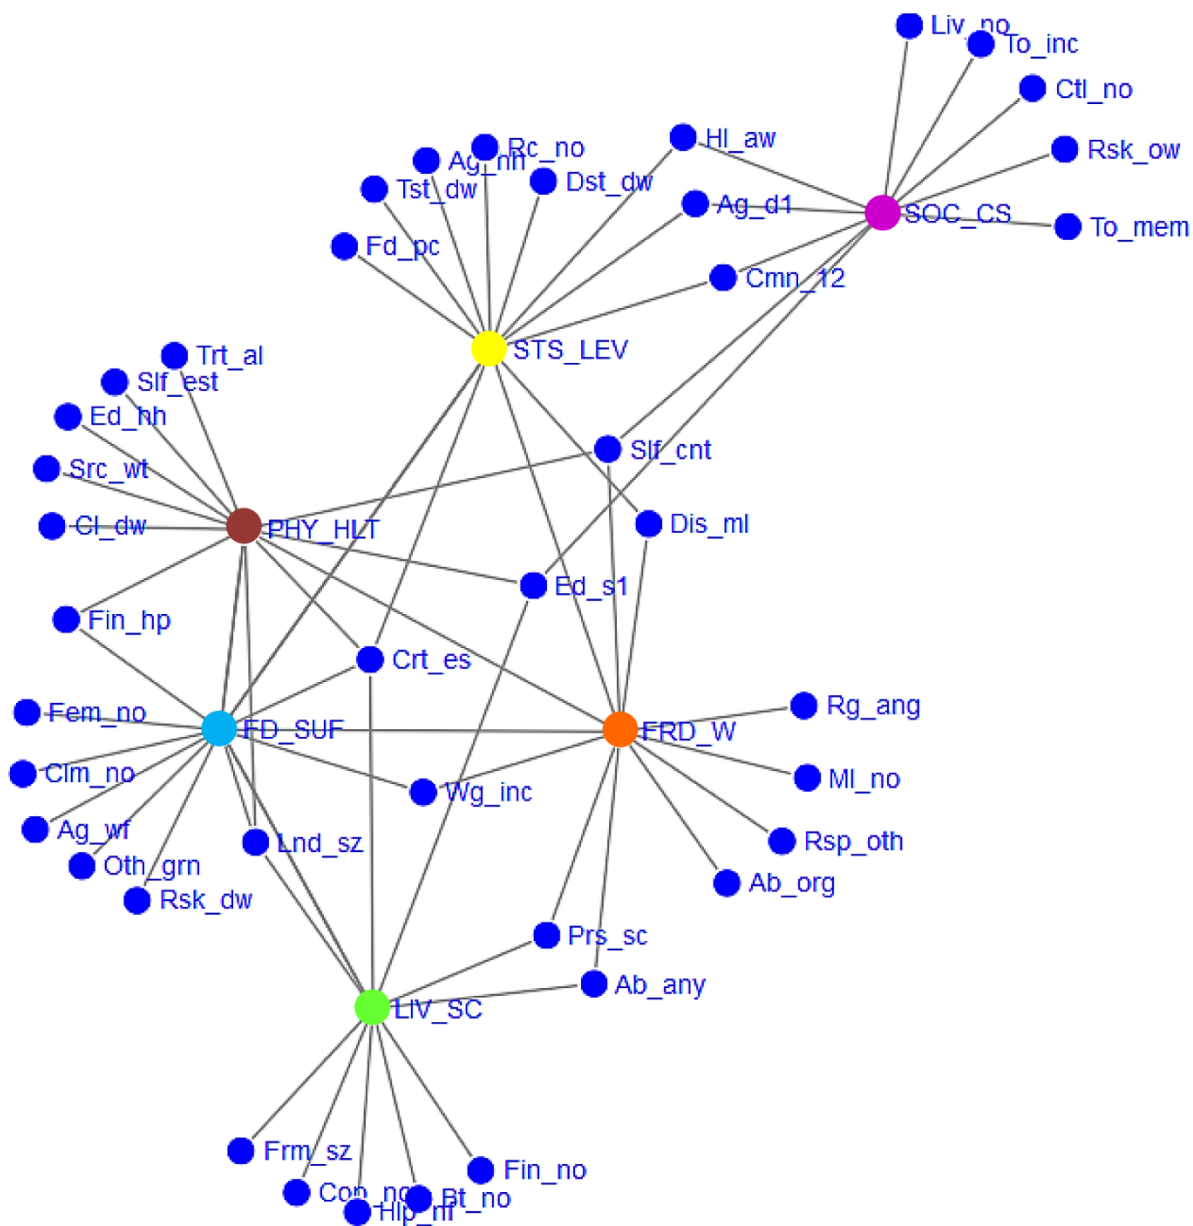 Liv_no
To_inc
Ctl_no
Rc_no
Hl_aw
Rsk_ow
Ag_hh
Tst_dw
Dst_dw
Ag_d1
SOC_CS
To_mem
Fd_pc
Cmn_12
STS_LEV
Trt_al
Slf_est
Ed_hh
Slf_cnt
Src_wt
Cl_dw
PHY_HLT
Dis_ml
Ed_s1
Fin_hp
Crt_es
Rg_ang
Fem_no
FD_SUF
FRD_W
Clm_no
Ml_no
Wg_inc
Ag_wf
Lnd_sz
Rsp_oth
Oth_grn
Ab_org
Rsk_dw
Prs_sc
Ab_any
LIV_SC
Frm_sz
Fin_no
Cop_no
Bt_no